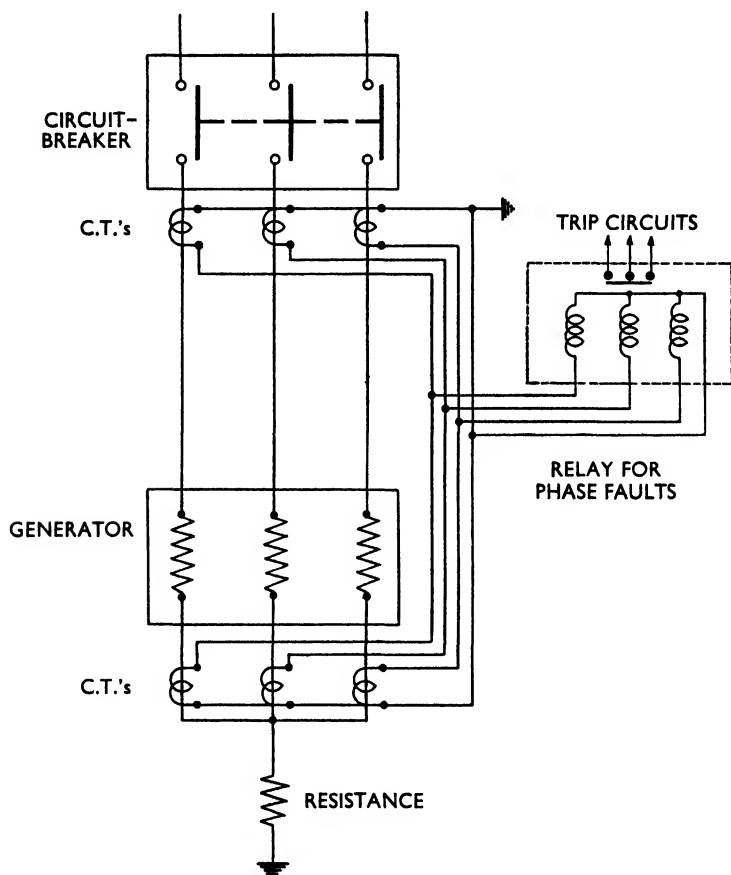 CIRCUIT-
BREAKER
C.T.'s
TRIP CIRCUITS
RELAY FOR
PHASE FAULTS
GENERATOR
C.T.'s
RESISTANCE